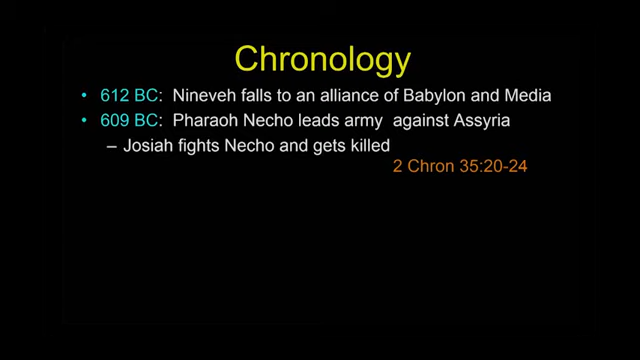 Chronology
• 612 BC: Nineveh falls to an alliance of Babylon and Media
• 609 BC: Pharaoh Necho leads army against Assyria
– Josiah fights Necho and gets killed
2 Chron 35:20-24